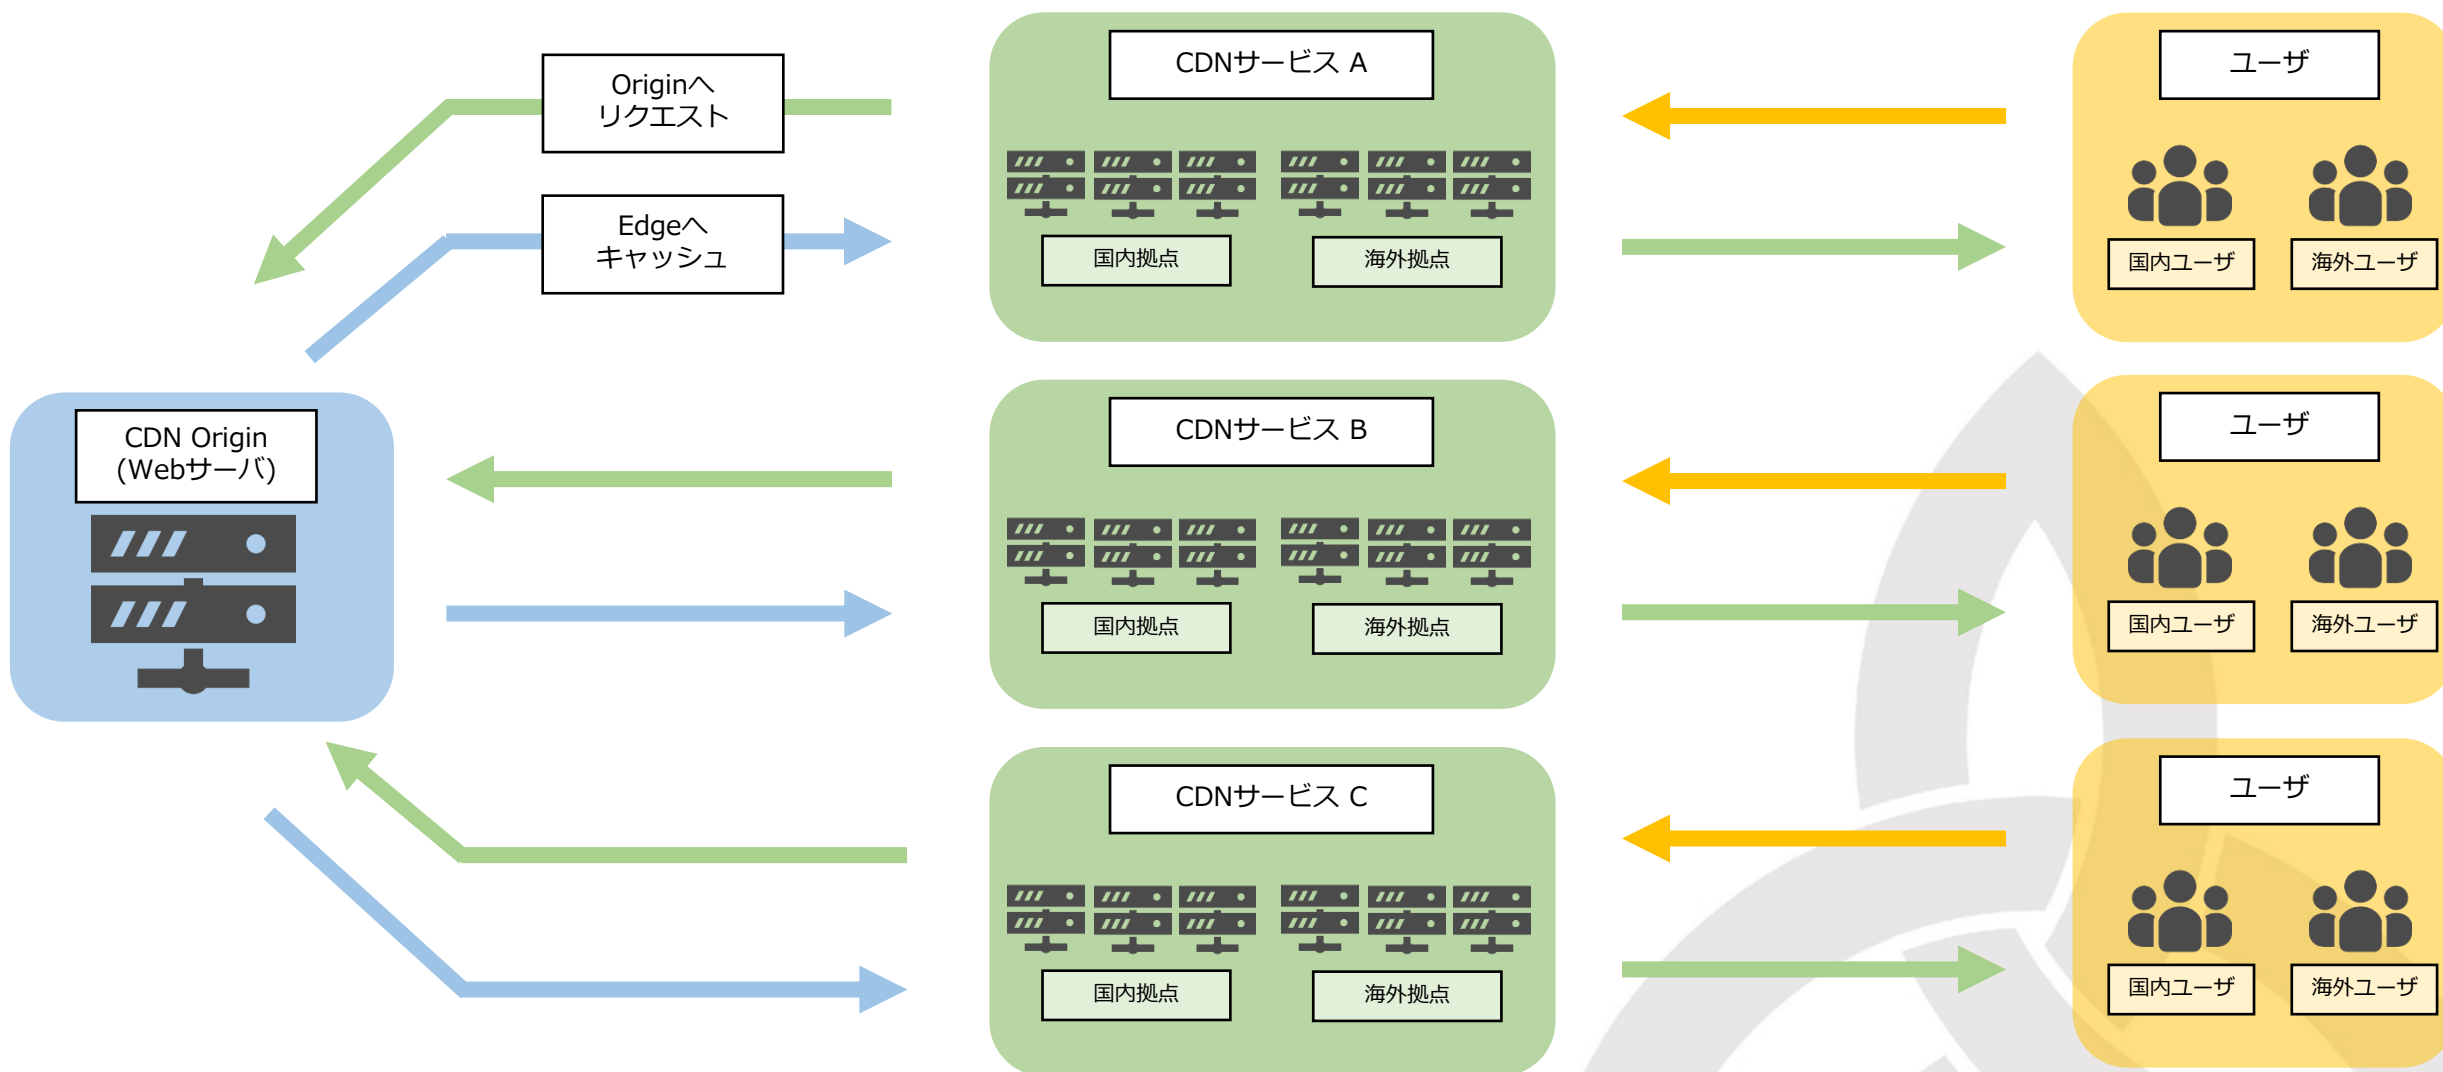 Originへ
リクエスト
Edgeへ
キャッシュ
CDN Origin
(Webサーバ)
CDNサービス A
国内拠点
海外拠点
ユーザ
国内ユーザ
海外ユーザ
CDNサービス B
国内拠点
海外拠点
ユーザ
国内ユーザ
海外ユーザ
CDNサービス C
国内拠点
海外拠点
ユーザ
国内ユーザ
海外ユーザ